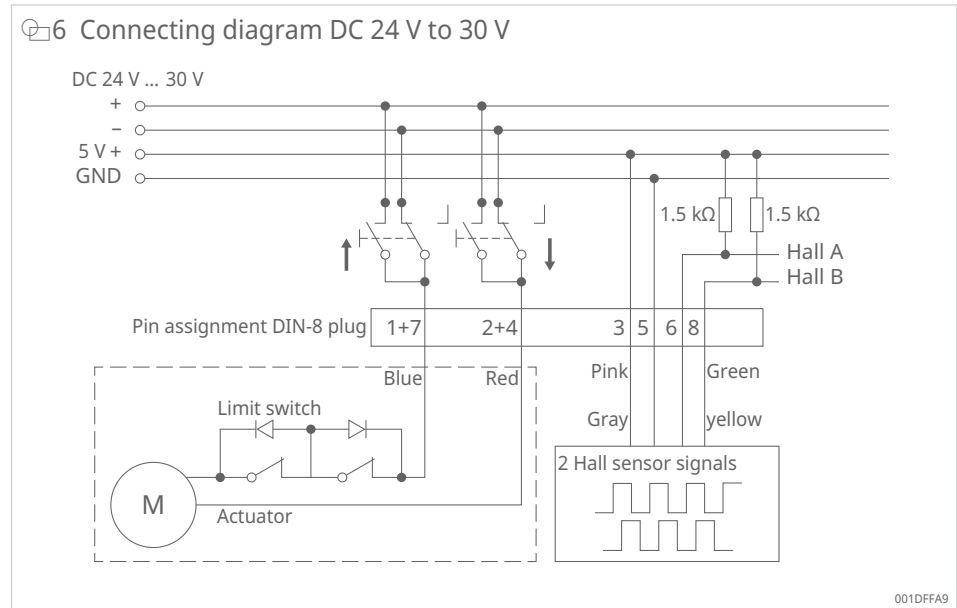 6 Connecting diagram DC 24 V to 30 V
DC 24 V ... 30 V
+
–
5 V +
GND
1.5 kΩ 1.5 kΩ
Hall A
Hall B
Pin assignment DIN-8 plug 1+7 2+4 3 5 6 8
Blue Red Pink Green
Limit switch
Gray yellow
2 Hall sensor signals
M
Actuator
001DFFA9